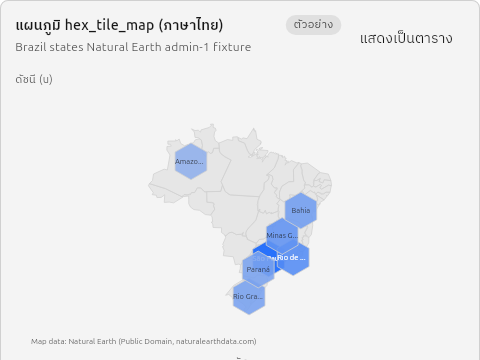 แผนภูมิ hex_tile_map (ภาษาไทย)
ตัวอย่าง
แสดงเป็นตาราง
Brazil states Natural Earth admin-1 fixture
ดัชนี (น)
Amazo...
Bahia
Minas G...
Rio de ...
Paraná
Rio Gra...
Map data: Natural Earth (Public Domain, naturalearthdata.com)